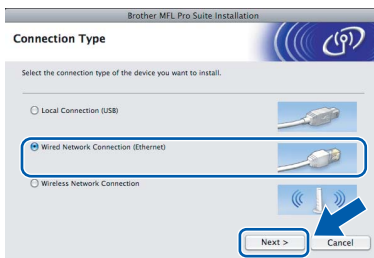 Brother MFL Pro Suite Installation
Connection Type
Select the connection type of the device you want to install.
Local Connection (USB)
Wired Network Connection (Ethernet)
Wireless Network Connection
Next >
Cancel